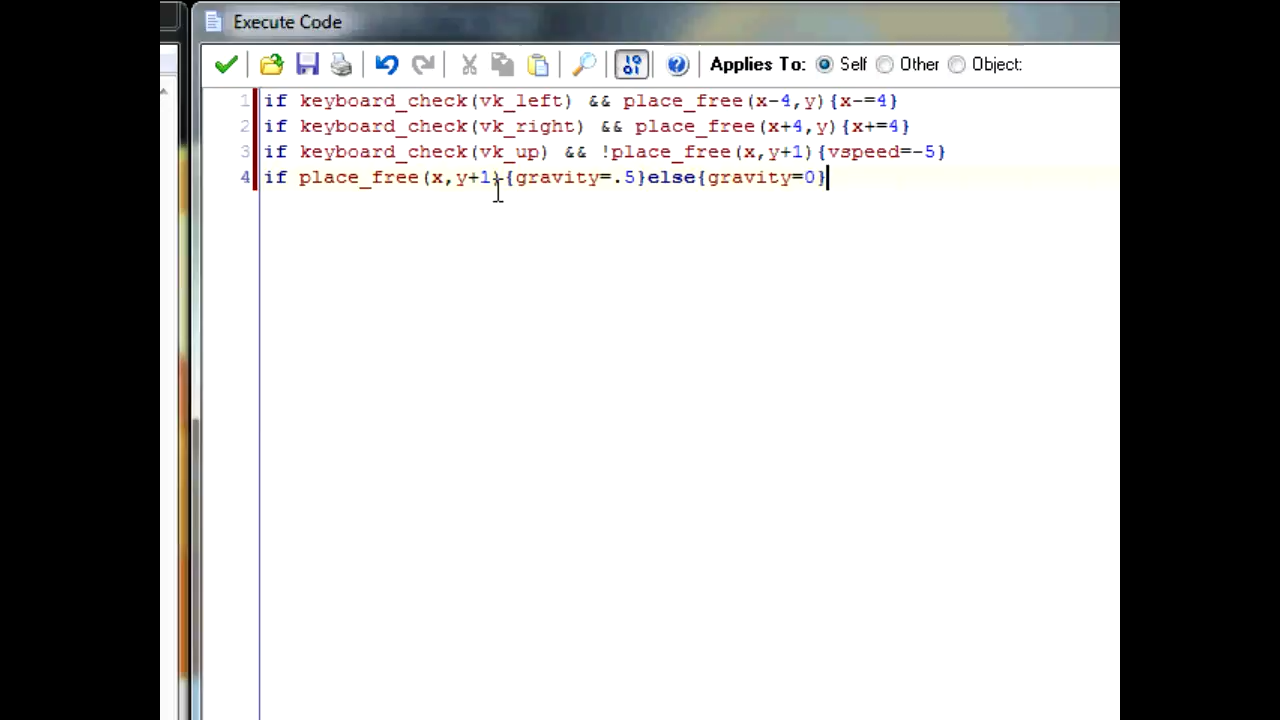 Execute Code
Applies To: Self Other Object:
1 if keyboard_check(vk_left) && place_free(x-4,y){x-=4}
2 if keyboard_check(vk_right) && place_free(x+4,y){x+=4}
3 if keyboard_check(vk_up) && !place_free(x,y+1){vspeed=-5}
4 if place_free(x,y+1){gravity=.5}else{gravity=0}